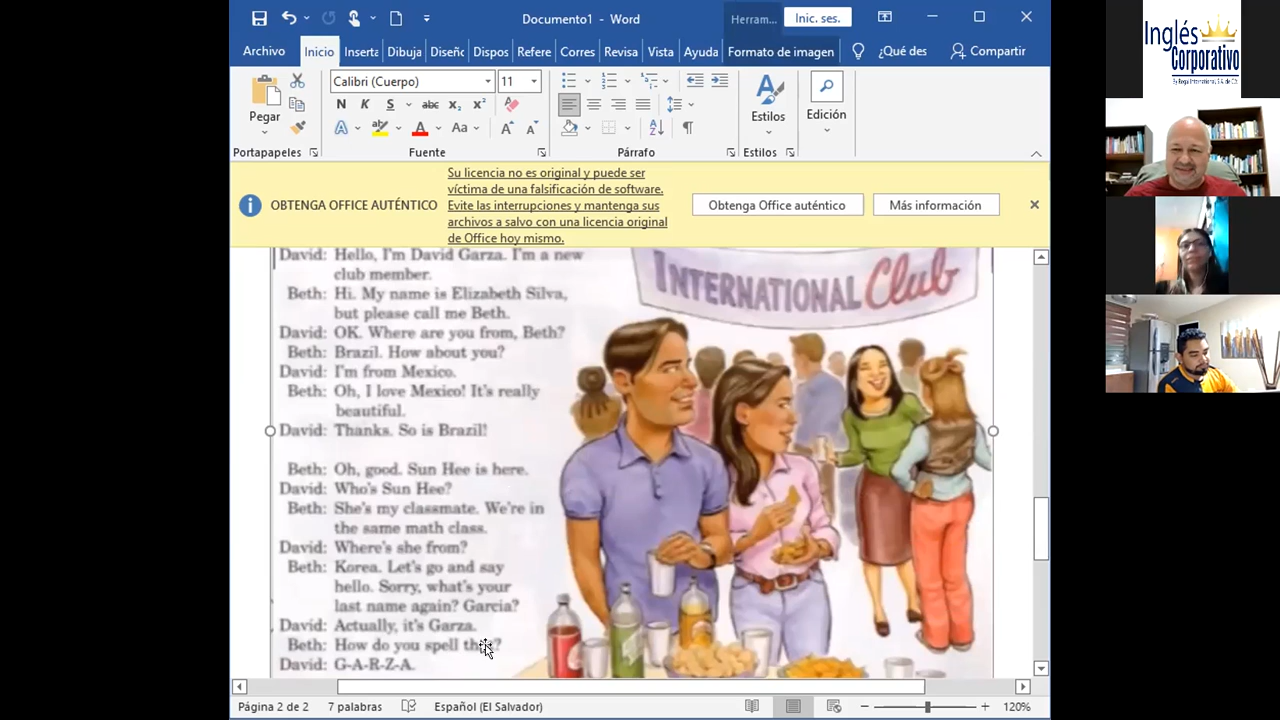 Documento1 - Word
Herram...
Inic. ses.
Archivo Inicio Inserta Dibuja Diseñc Dispos Refere Corres Revisa Vista Ayuda Formato de imagen ¿Qué des Compartir
Calibri (Cuerpo) 11
Pegar
N K S abc x₂ x²
A A Aa A A
Estilos
Edición
Portapapeles Fuente Párrafo Estilos
OBTENGA OFFICE AUTÉNTICO
Su licencia no es original y puede ser
víctima de una falsificación de software.
Evite las interrupciones y mantenga sus
archivos a salvo con una licencia original
de Office hoy mismo.
Obtenga Office auténtico
Más información
David: Hello, I'm David Garza. I'm a new
club member.
Beth: Hi. My name is Elizabeth Silva,
but please call me Beth.
David: OK. Where are you from, Beth?
Beth: Brazil. How about you?
David: I'm from Mexico.
Beth: Oh, I love Mexico! It's really
beautiful.
David: Thanks. So is Brazil!
Beth: Oh, good. Sun Hee is here.
David: Who's Sun Hee?
Beth: She's my classmate. We're in
the same math class.
David: Where's she from?
Beth: Korea. Let's go and say
hello. Sorry, what's your
last name again? Garcia?
David: Actually, it's Garza.
Beth: How do you spell that?
David: G-A-R-Z-A.
INTERNATIONAL Club
Página 2 de 2 7 palabras Español (El Salvador) 120%
Inglés
Corporativo